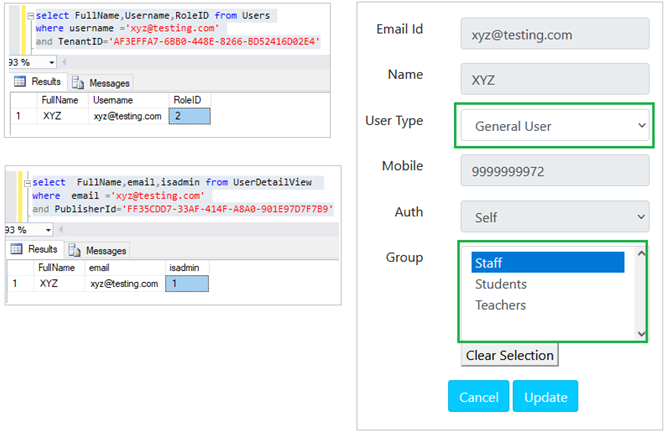 select FullName,Username,RoleID from Users
where username ='xyz@testing.com'
and TenantID='AF3EFFA7-6BB0-448E-8266-BD52416D02E4'
93 %
Results Messages
FullName Username RoleID
1 XYZ xyz@testing.com 2
select FullName,email,isadmin from UserDetailView
where email ='xyz@testing.com'
and PublisherId='FF35CDD7-33AF-414F-A8A0-901E97D7F7B9'
93 %
Results Messages
FullName email isadmin
1 XYZ xyz@testing.com 1
Email Id xyz@testing.com
Name XYZ
User Type General User
Mobile 9999999972
Auth Self
Group Staff
Students
Teachers
Clear Selection
Cancel Update